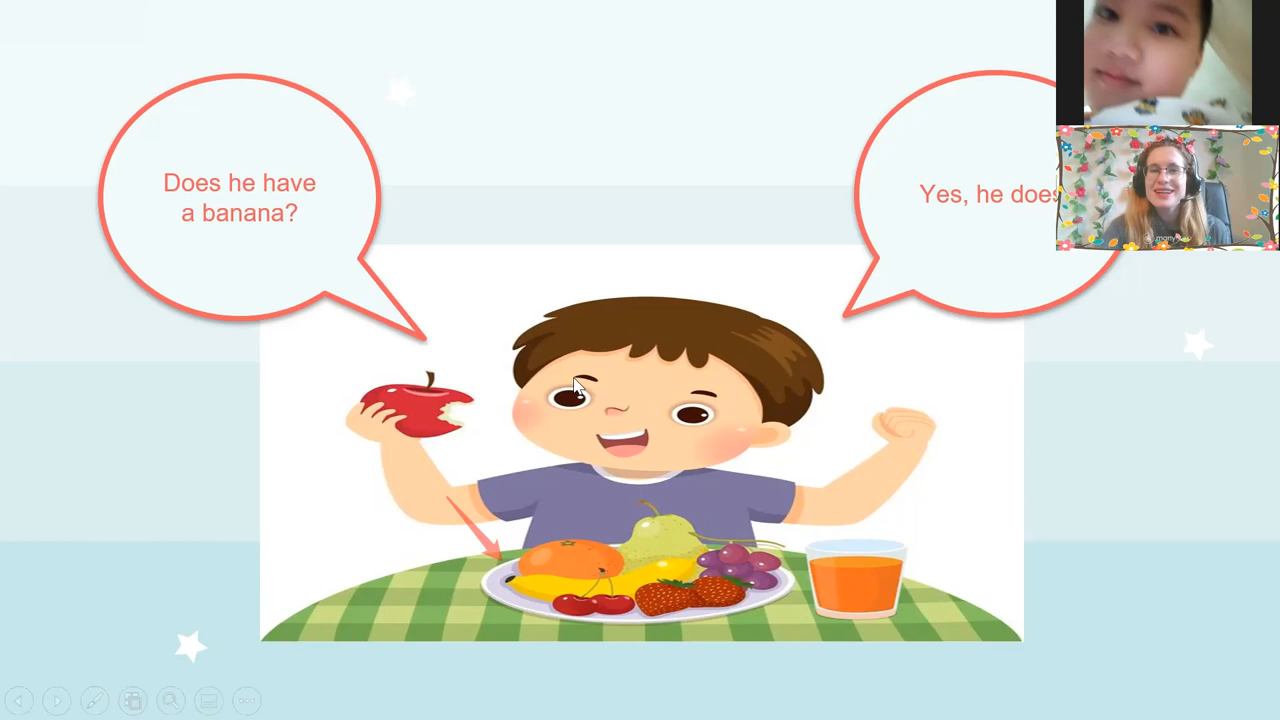 Does he have
a banana?
Yes, he does